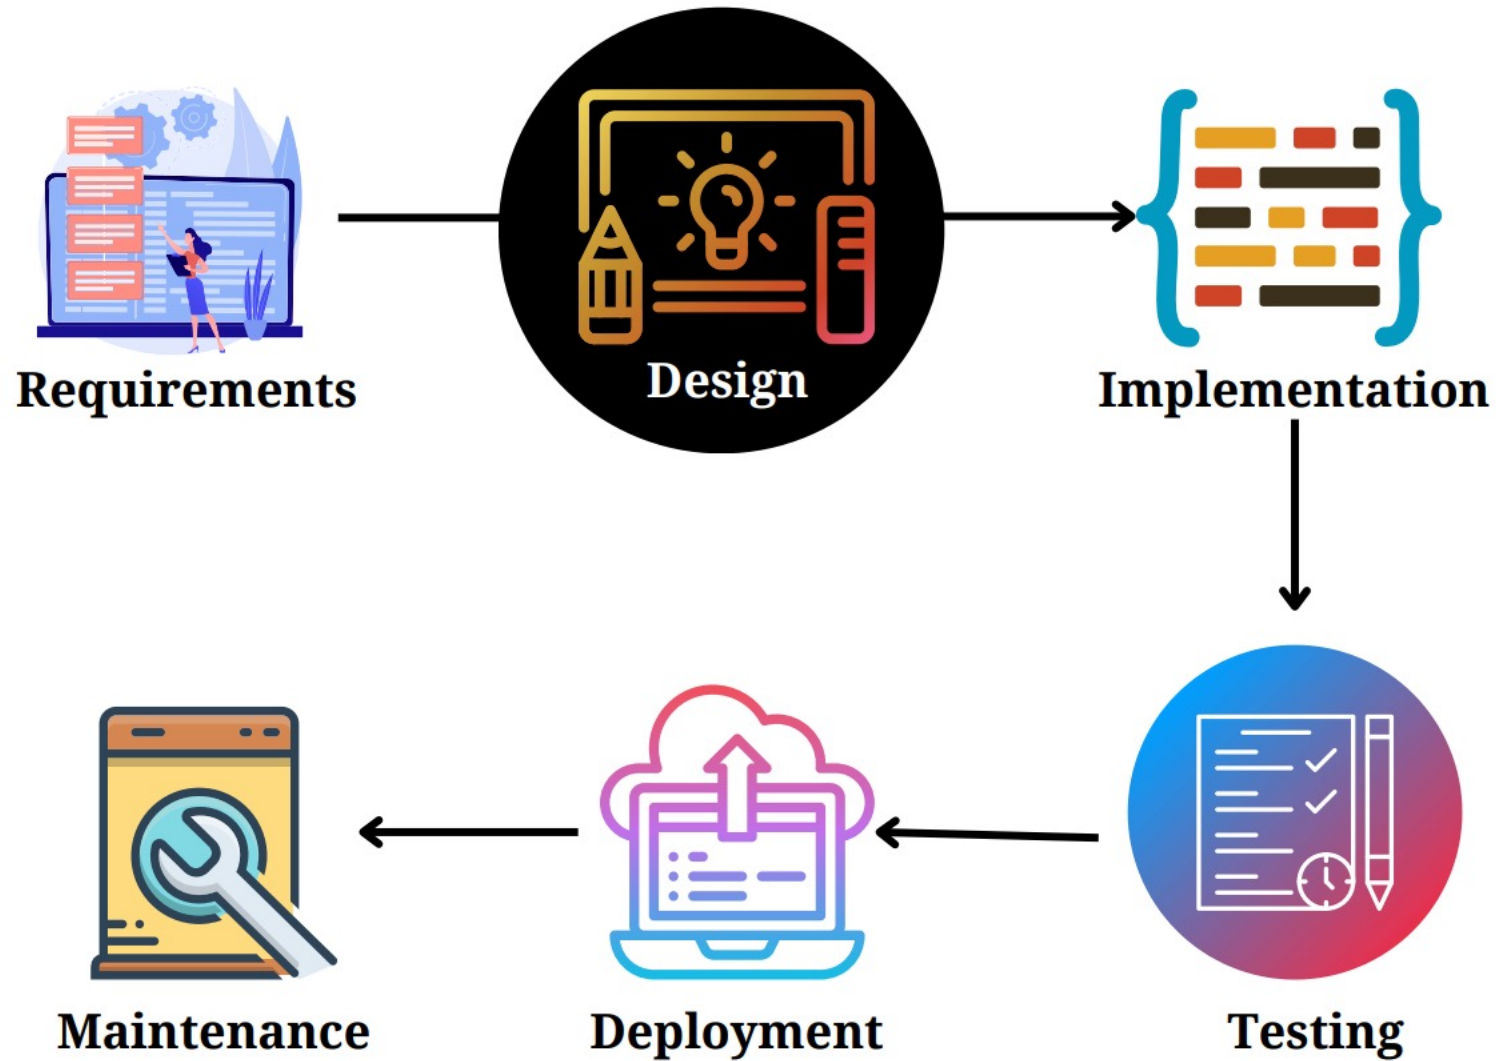 Requirements
Design
Implementation
Testing
Deployment
Maintenance